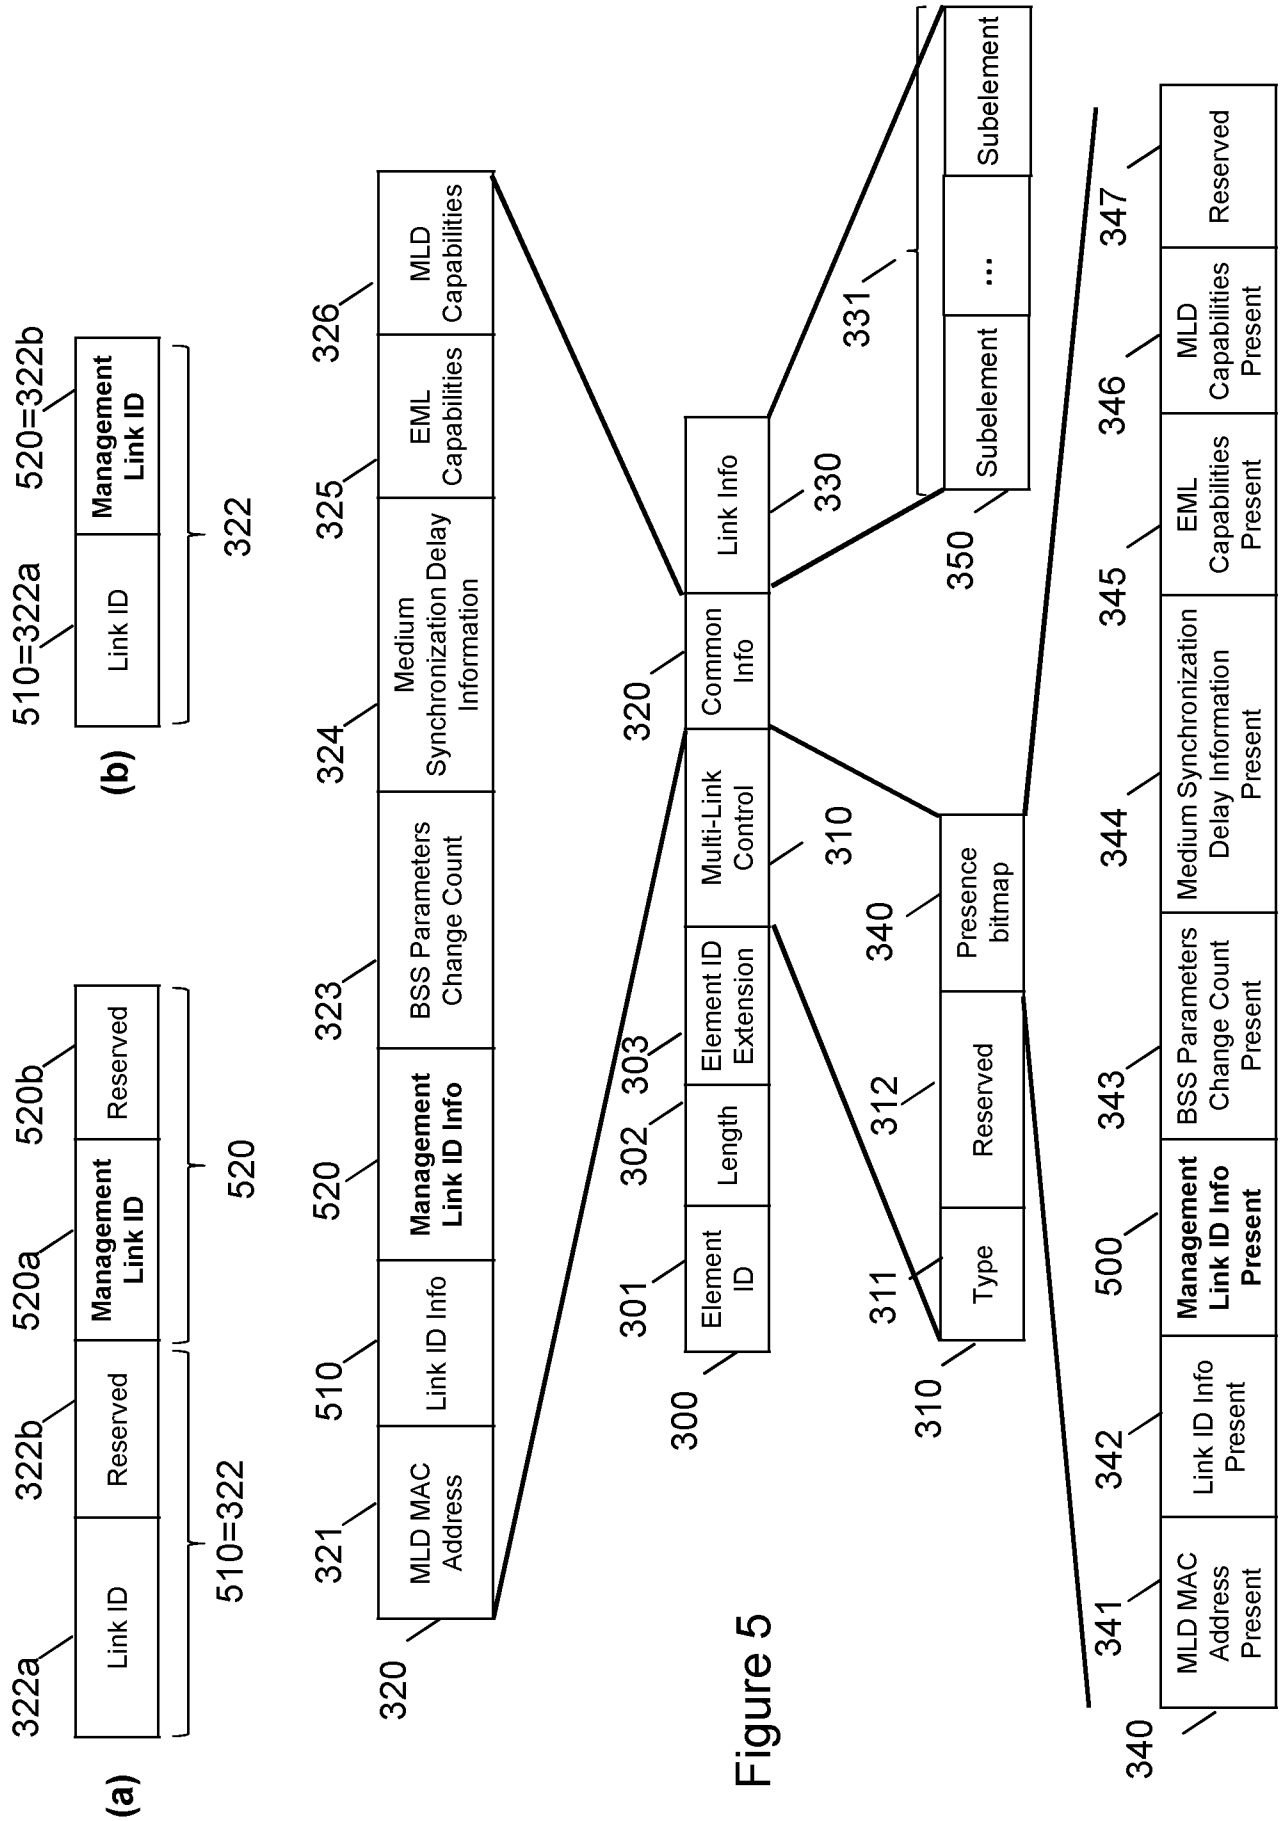 (a)
322a
322b
520a
520b
Link ID
Reserved
Management
Link ID
Reserved
510=322
520
(b)
510=322a
520=322b
Link ID
Management
Link ID
322
320
321
510
520
323
324
325
326
MLD MAC
Address
Link ID Info
Management
Link ID Info
BSS Parameters
Change Count
Medium
Synchronization Delay
Information
EML
Capabilities
MLD
Capabilities
300
301
302
303
320
Element
ID
Length
Element ID
Extension
Multi-Link
Control
Common
Info
Link Info
310
330
Figure 5
310
311
312
340
Type
Reserved
Presence
bitmap
350
331
Subelement
...
Subelement
340
341
342
500
343
344
345
346
347
MLD MAC
Address
Present
Link ID Info
Present
Management
Link ID Info
Present
BSS Parameters
Change Count
Present
Medium Synchronization
Delay Information
Present
EML
Capabilities
Present
MLD
Capabilities
Present
Reserved